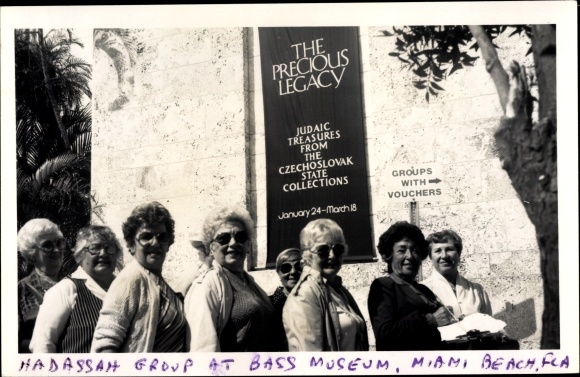 THE
PRECIOUS
LEGACY
JUDAIC
TREASURES
FROM
THE
CZECHOSLOVAK
STATE
COLLECTIONS
January 24-March 18
GROUPS
WITH →
VOUCHERS
HADASSAH GROUP AT BASS MUSEUM, MIAMI BEACH, FLA